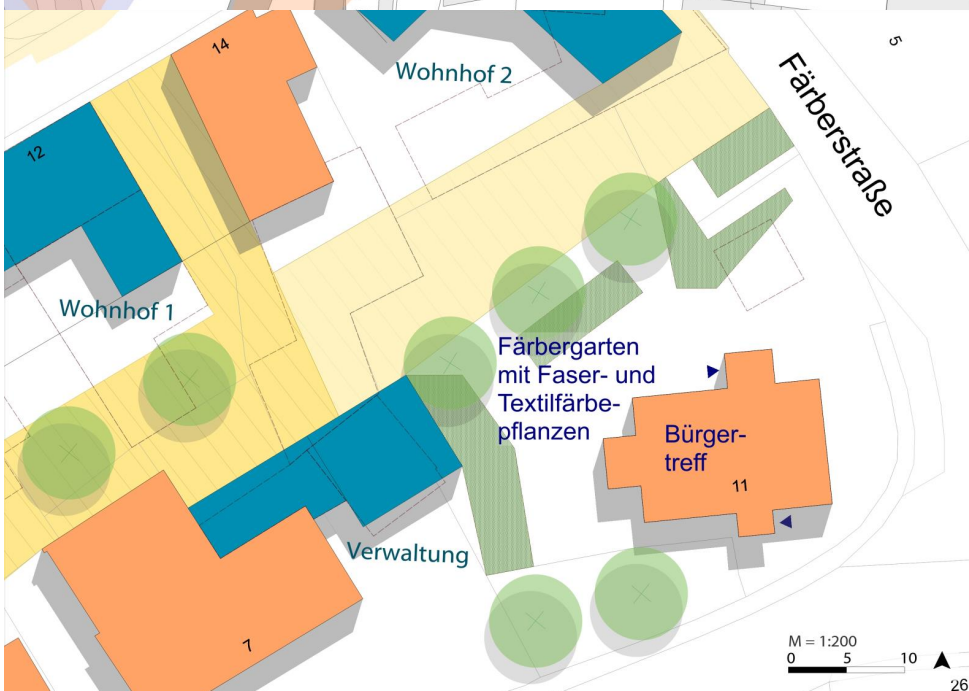 14
Wohnhof 2
5
Färberstraße
12
Wohnhof 1
Färbergarten
mit Faser- und
Textilfärbe-
pflanzen
Bürger-
treff
11
Verwaltung
7
M = 1:200
0 5 10
26